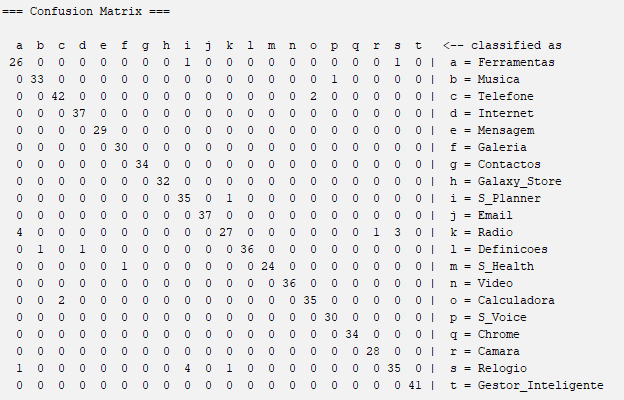 === Confusion Matrix ===
a b c d e f g h i j k l m n o p q r s t <-- classified as
26 0 0 0 0 0 0 0 1 0 0 0 0 0 0 0 0 0 1 0 | a = Ferramentas
0 33 0 0 0 0 0 0 0 0 0 0 0 0 0 1 0 0 0 0 | b = Musica
0 0 42 0 0 0 0 0 0 0 0 0 0 0 2 0 0 0 0 0 | c = Telefone
0 0 0 37 0 0 0 0 0 0 0 0 0 0 0 0 0 0 0 0 | d = Internet
0 0 0 0 29 0 0 0 0 0 0 0 0 0 0 0 0 0 0 0 | e = Mensagem
0 0 0 0 0 30 0 0 0 0 0 0 0 0 0 0 0 0 0 0 | f = Galeria
0 0 0 0 0 0 34 0 0 0 0 0 0 0 0 0 0 0 0 0 | g = Contactos
0 0 0 0 0 0 0 32 0 0 0 0 0 0 0 0 0 0 0 0 | h = Galaxy_Store
0 0 0 0 0 0 0 0 35 0 1 0 0 0 0 0 0 0 0 0 | i = S_Planner
0 0 0 0 0 0 0 0 0 37 0 0 0 0 0 0 0 0 0 0 | j = Email
4 0 0 0 0 0 0 0 0 0 27 0 0 0 0 0 0 1 3 0 | k = Radio
0 1 0 1 0 0 0 0 0 0 0 36 0 0 0 0 0 0 0 0 | l = Definicoes
0 0 0 0 0 1 0 0 0 0 0 0 24 0 0 0 0 0 0 0 | m = S_Health
0 0 0 0 0 0 0 0 0 0 0 0 0 36 0 0 0 0 0 0 | n = Video
0 0 2 0 0 0 0 0 0 0 0 0 0 0 35 0 0 0 0 0 | o = Calculadora
0 0 0 0 0 0 0 0 0 0 0 0 0 0 0 30 0 0 0 0 | p = S_Voice
0 0 0 0 0 0 0 0 0 0 0 0 0 0 0 0 34 0 0 0 | q = Chrome
0 0 0 0 0 0 0 0 0 0 0 0 0 0 0 0 0 28 0 0 | r = Camara
1 0 0 0 0 0 0 0 4 0 1 0 0 0 0 0 0 0 35 0 | s = Relogio
0 0 0 0 0 0 0 0 0 0 0 0 0 0 0 0 0 0 0 41 | t = Gestor_Inteligente